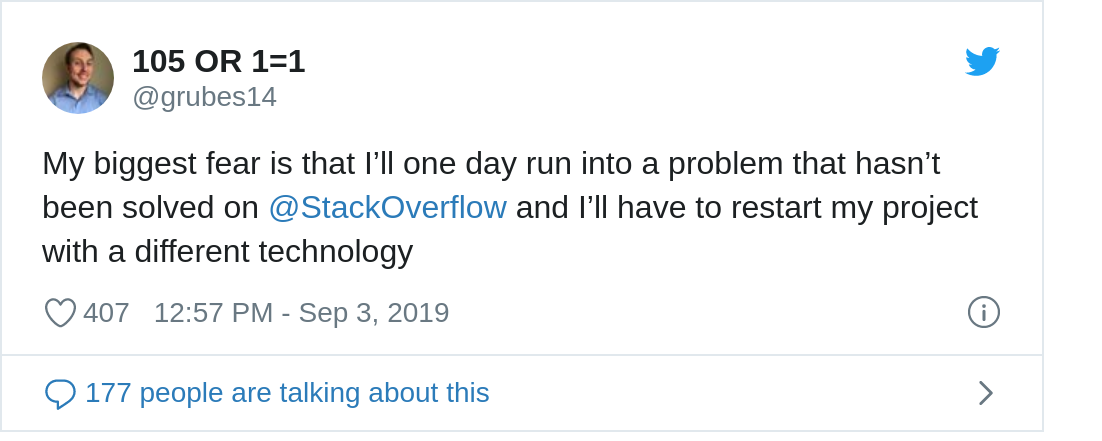 105 OR 1=1
@grubes14
My biggest fear is that I’ll one day run into a problem that hasn’t
been solved on @StackOverflow and I’ll have to restart my project
with a different technology
407 12:57 PM - Sep 3, 2019
177 people are talking about this